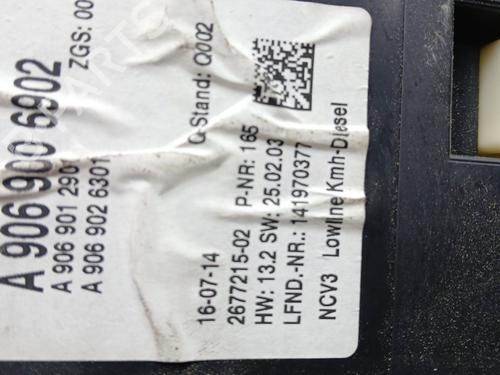 A 906 900 6902
ZGS: 00
A 906 901 2901
A 906 902 6301
Q-Stand: Q002
16-07-14
2677215-02 P-NR: 165
HW: 13.2 SW: 25.02.03
LFND.-NR.: 141970377
NCV3 Lowline Kmh-Diesel